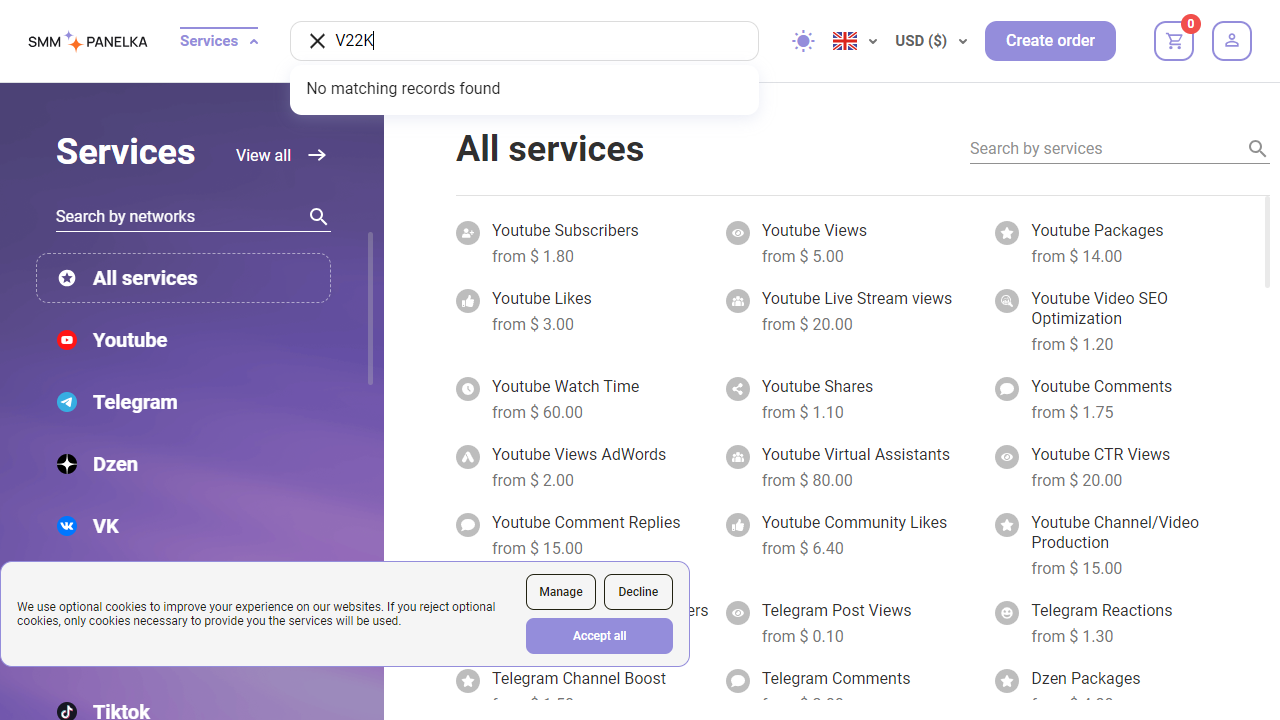 SMM PANELKA
Services
V22K
USD ($)
Create order
0
No matching records found
Services
View all
Search by networks
All services
Youtube
Telegram
Dzen
VK
Tiktok
All services
Search by services
Youtube Subscribers
from $ 1.80
Youtube Views
from $ 5.00
Youtube Packages
from $ 14.00
Youtube Likes
from $ 3.00
Youtube Live Stream views
from $ 20.00
Youtube Video SEO
Optimization
from $ 1.20
Youtube Watch Time
from $ 60.00
Youtube Shares
from $ 1.10
Youtube Comments
from $ 1.75
Youtube Views AdWords
from $ 2.00
Youtube Virtual Assistants
from $ 80.00
Youtube CTR Views
from $ 20.00
Youtube Comment Replies
from $ 15.00
Youtube Community Likes
from $ 6.40
Youtube Channel/Video
Production
from $ 15.00
Telegram Post Views
from $ 0.10
Telegram Reactions
from $ 1.30
Telegram Channel Boost
Telegram Comments
Dzen Packages
We use optional cookies to improve your experience on our websites. If you reject optional
cookies, only cookies necessary to provide you the services will be used.
Manage
Decline
Accept all